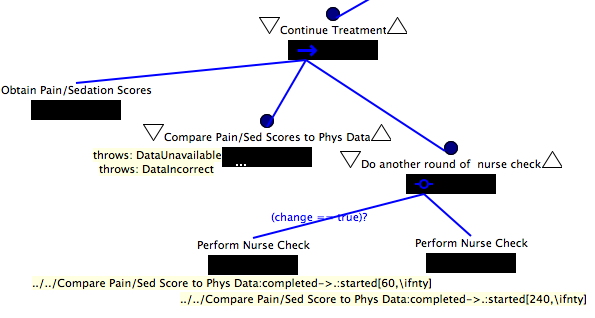 Continue Treatment
Obtain Pain/Sedation Scores
Compare Pain/Sed Scores to Phys Data
throws: DataUnavailable
...
throws: DataIncorrect
Do another round of nurse check
(change == true)?
Perform Nurse Check
Perform Nurse Check
../../Compare Pain/Sed Score to Phys Data:completed->.:started[60,\ifnty]
../../Compare Pain/Sed Score to Phys Data:completed->.:started[240,\ifnty]